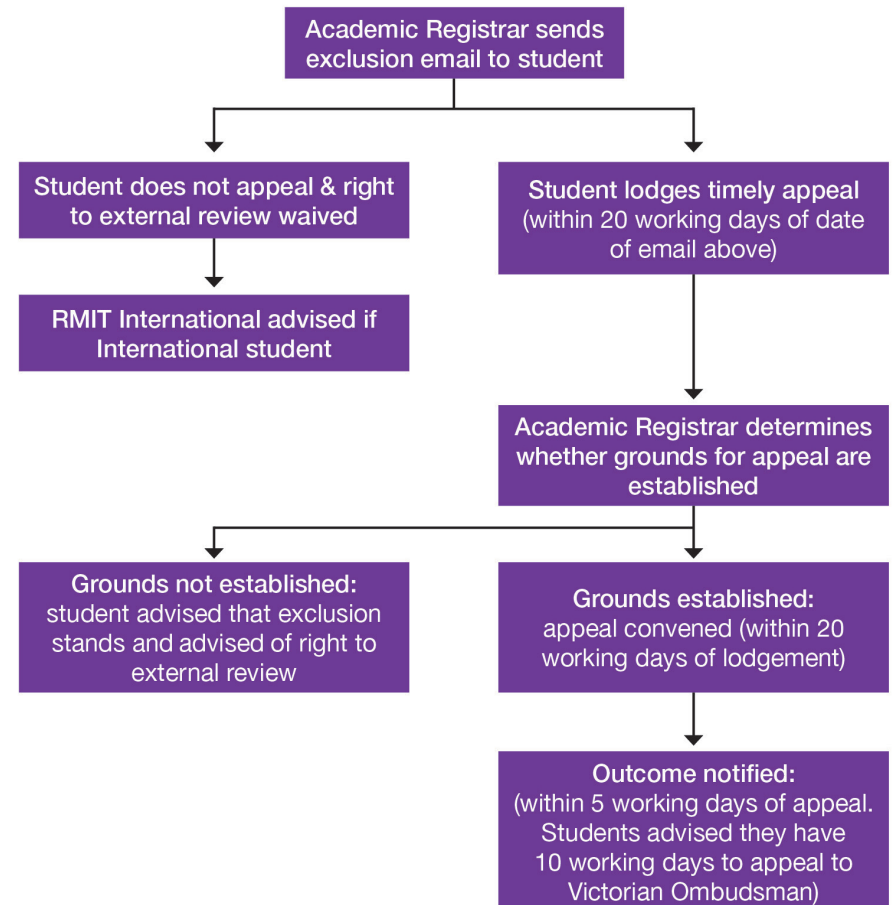 Academic Registrar sends
exclusion email to student
Student does not appeal & right
to external review waived
Student lodges timely appeal
(within 20 working days of date
of email above)
RMIT International advised if
International student
Academic Registrar determines
whether grounds for appeal are
established
Grounds not established:
student advised that exclusion
stands and advised of right to
external review
Grounds established:
appeal convened (within 20
working days of lodgement)
Outcome notified:
(within 5 working days of appeal.
Students advised they have
10 working days to appeal to
Victorian Ombudsman)